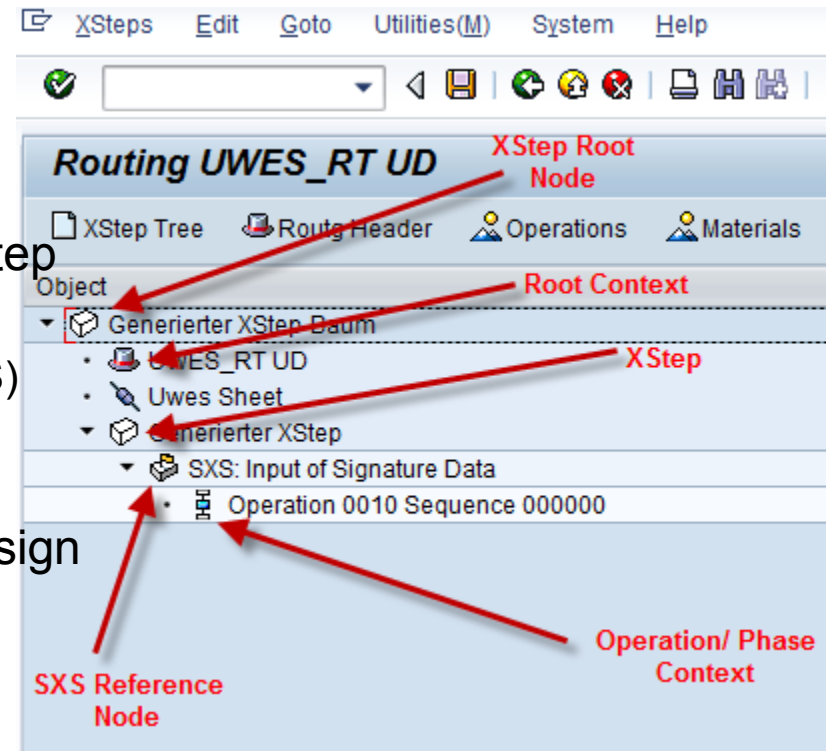 XSteps Edit Goto Utilities(M) System Help
Routing UWES_RT UD
XStep Root
Node
XStep Tree Routg Header Operations Materials
tep
Object
Root Context
Generierter XStep-Baum
UWES_RT UD
XStep
S)
Uwes Sheet
Generierter XStep
SXS: Input of Signature Data
Operation 0010 Sequence 000000
sign
Operation/ Phase
Context
SXS Reference
Node